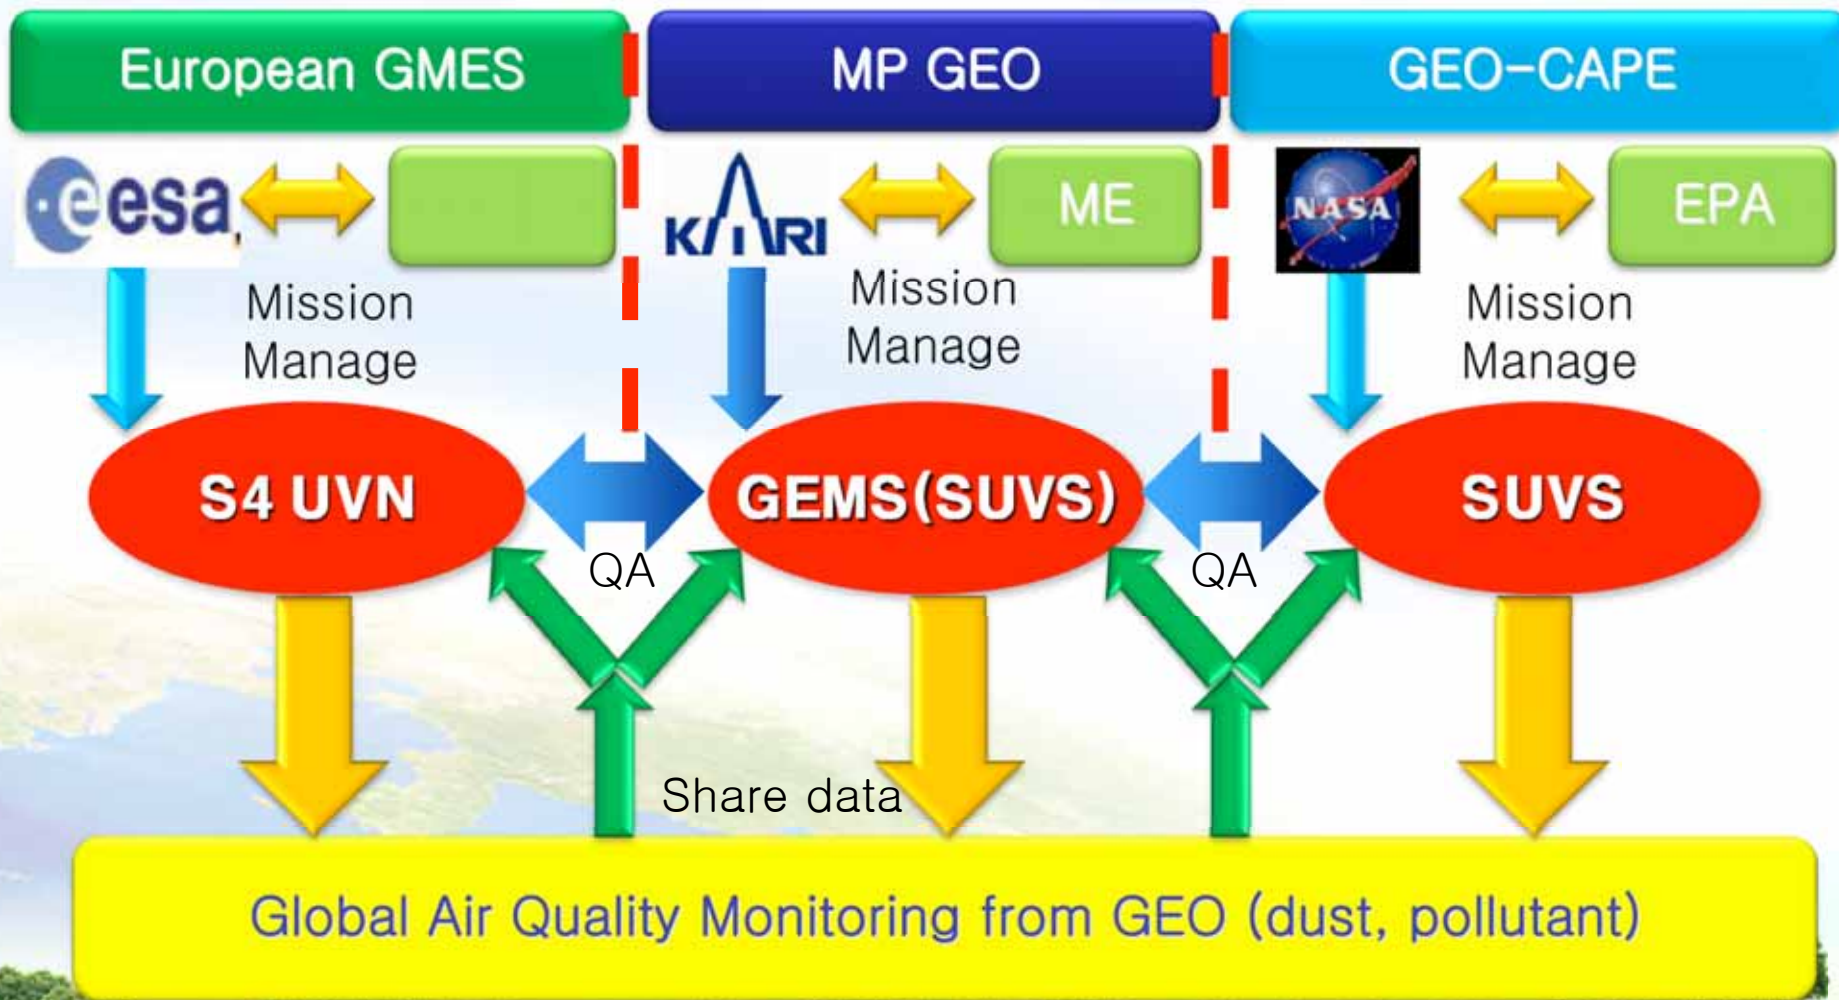 European GMES
MP GEO
GEO-CAPE
esa
KARI
ME
NASA
EPA
Mission
Manage
Mission
Manage
Mission
Manage
S4 UVN
GEMS(SUVS)
SUVS
QA
QA
Share data
Global Air Quality Monitoring from GEO (dust, pollutant)